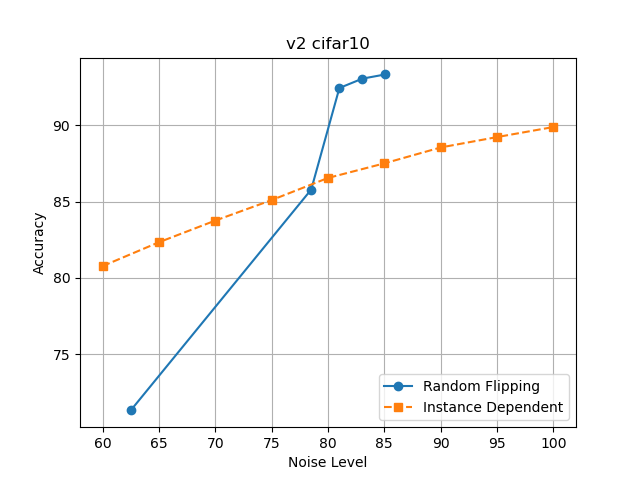 v2 cifar10
Accuracy
90
85
80
75
60 65 70 75 80 85 90 95 100
Noise Level
Random Flipping
Instance Dependent